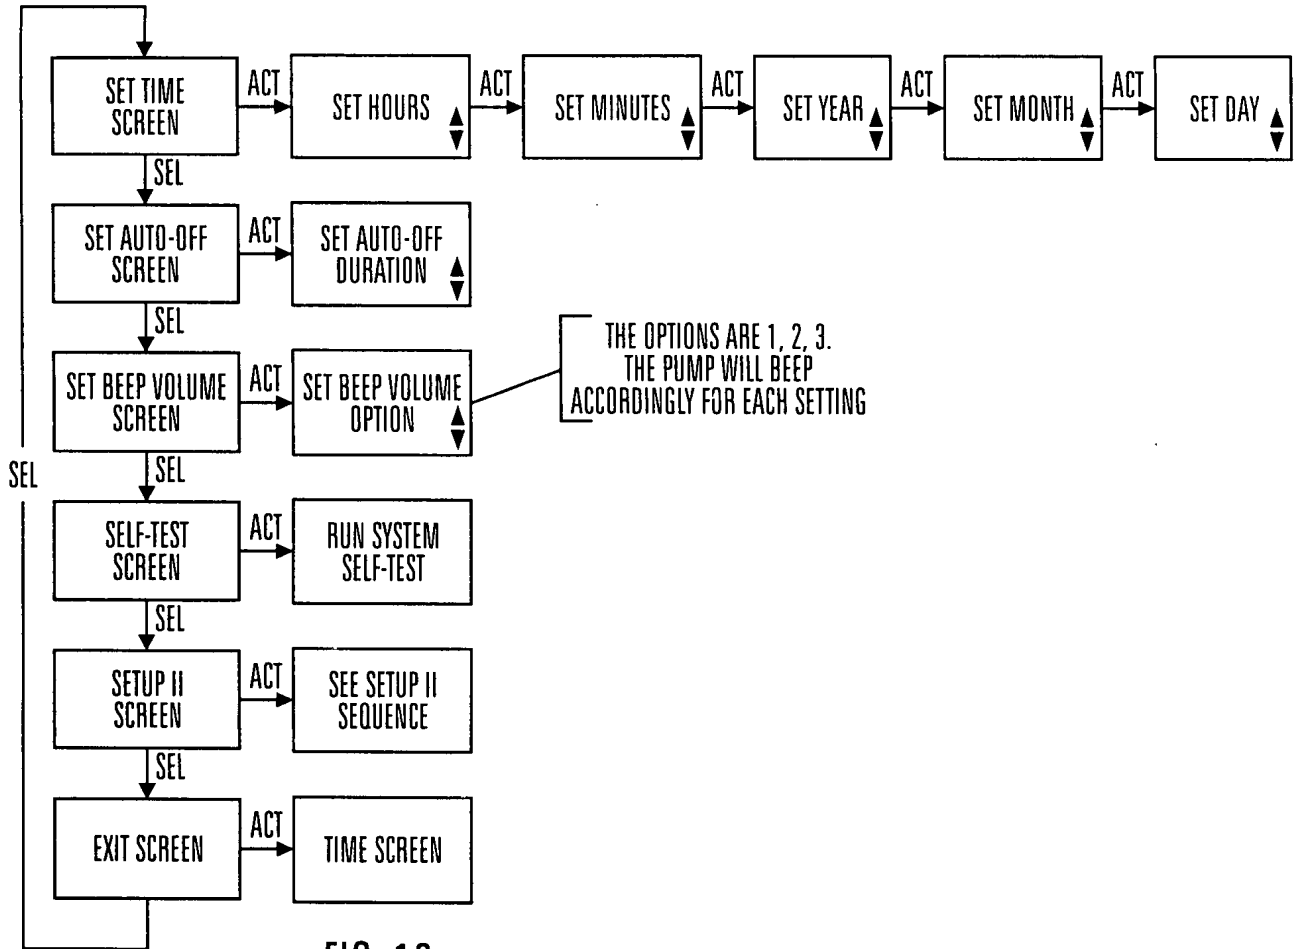 SET TIME
SCREEN
ACT
SET HOURS
ACT
SET MINUTES
ACT
SET YEAR
ACT
SET MONTH
ACT
SET DAY
SEL
SET AUTO-OFF
SCREEN
ACT
SET AUTO-OFF
DURATION
SEL
SET BEEP VOLUME
SCREEN
ACT
SET BEEP VOLUME
OPTION
THE OPTIONS ARE 1, 2, 3.
THE PUMP WILL BEEP
ACCORDINGLY FOR EACH SETTING
SEL
SEL
SELF-TEST
SCREEN
ACT
RUN SYSTEM
SELF-TEST
SEL
SETUP II
SCREEN
ACT
SEE SETUP II
SEQUENCE
SEL
EXIT SCREEN
ACT
TIME SCREEN